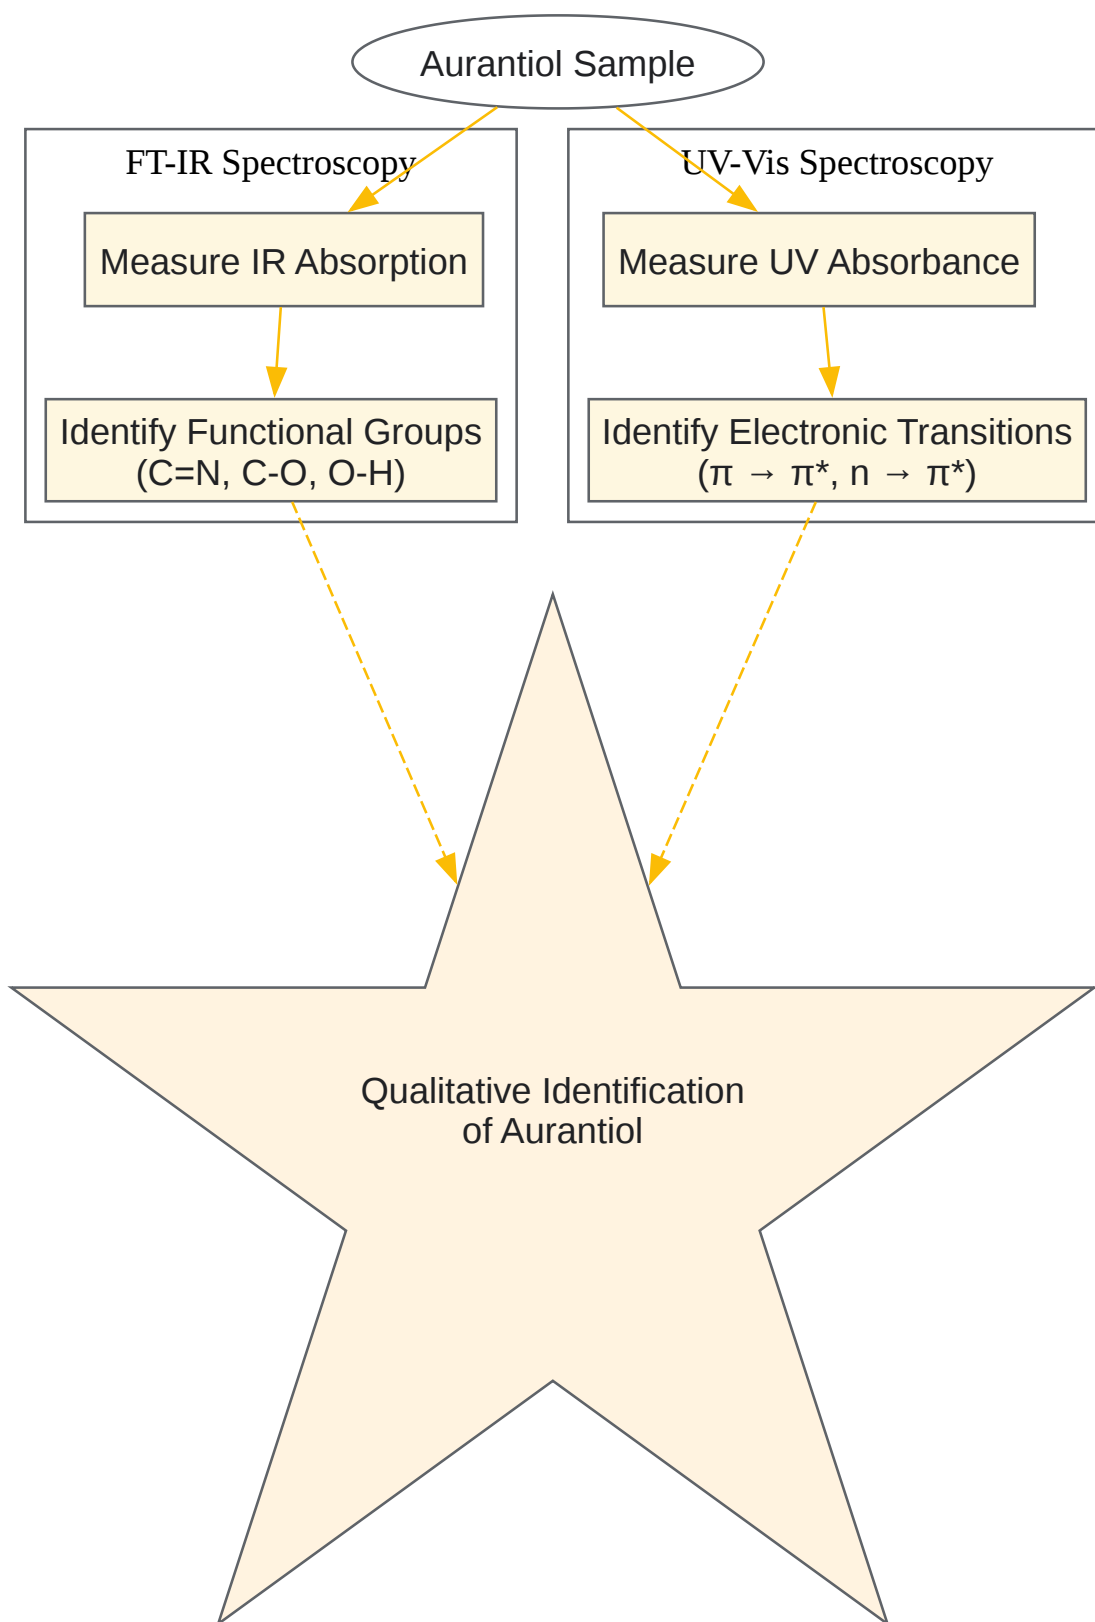 Aurantiol Sample
FT-IR Spectroscopy
Measure IR Absorption
Identify Functional Groups
(C=N, C-O, O-H)
UV-Vis Spectroscopy
Measure UV Absorbance
Identify Electronic Transitions
(π → π*, n → π*)
Qualitative Identification
of Aurantiol